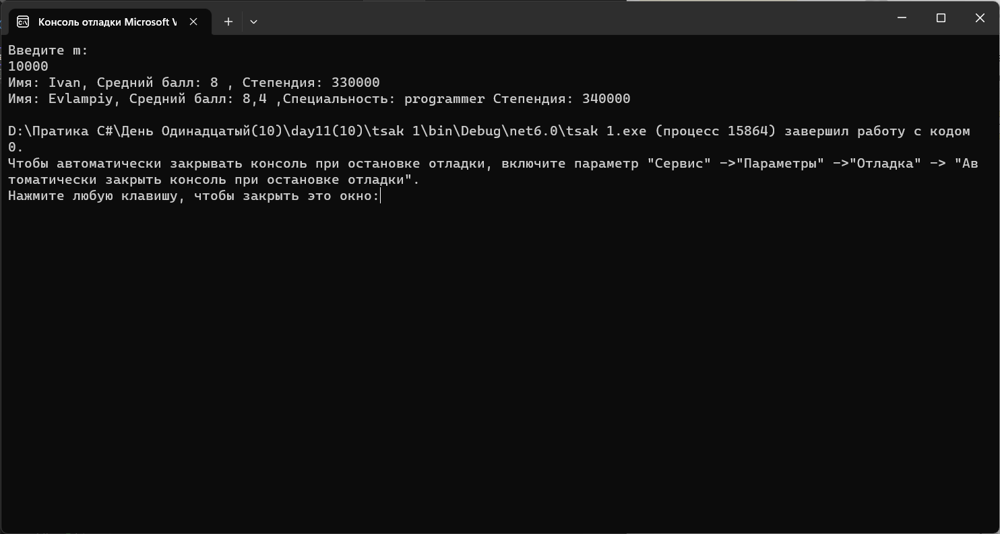 Консоль отладки Microsoft V
Введите m:
10000
Имя: Ivan, Средний балл: 8 , Степендия: 330000
Имя: Evlampiy, Средний балл: 8,4 ,Специальность: programmer Степендия: 340000
D:\Пратика C#\День Одинадцатый(10)\day11(10)\tsak 1\bin\Debug\net6.0\tsak 1.exe (процесс 15864) завершил работу с кодом
0.
Чтобы автоматически закрывать консоль при остановке отладки, включите параметр "Сервис" ->"Параметры" ->"Отладка" -> "Ав
томатически закрыть консоль при остановке отладки".
Нажмите любую клавишу, чтобы закрыть это окно: